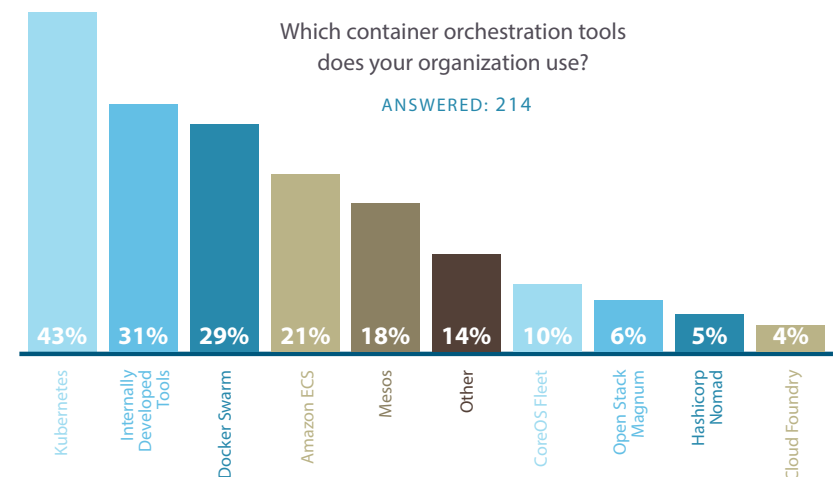 Which container orchestration tools
does your organization use?
ANSWERED: 214
43%
31%
29%
21%
18%
14%
10%
6%
5%
4%
Kubernetes
Internally
Developed
Tools
Docker Swarm
Amazon ECS
Mesos
Other
CoreOS Fleet
Open Stack
Magnum
Hashicorp
Nomad
Cloud Foundry